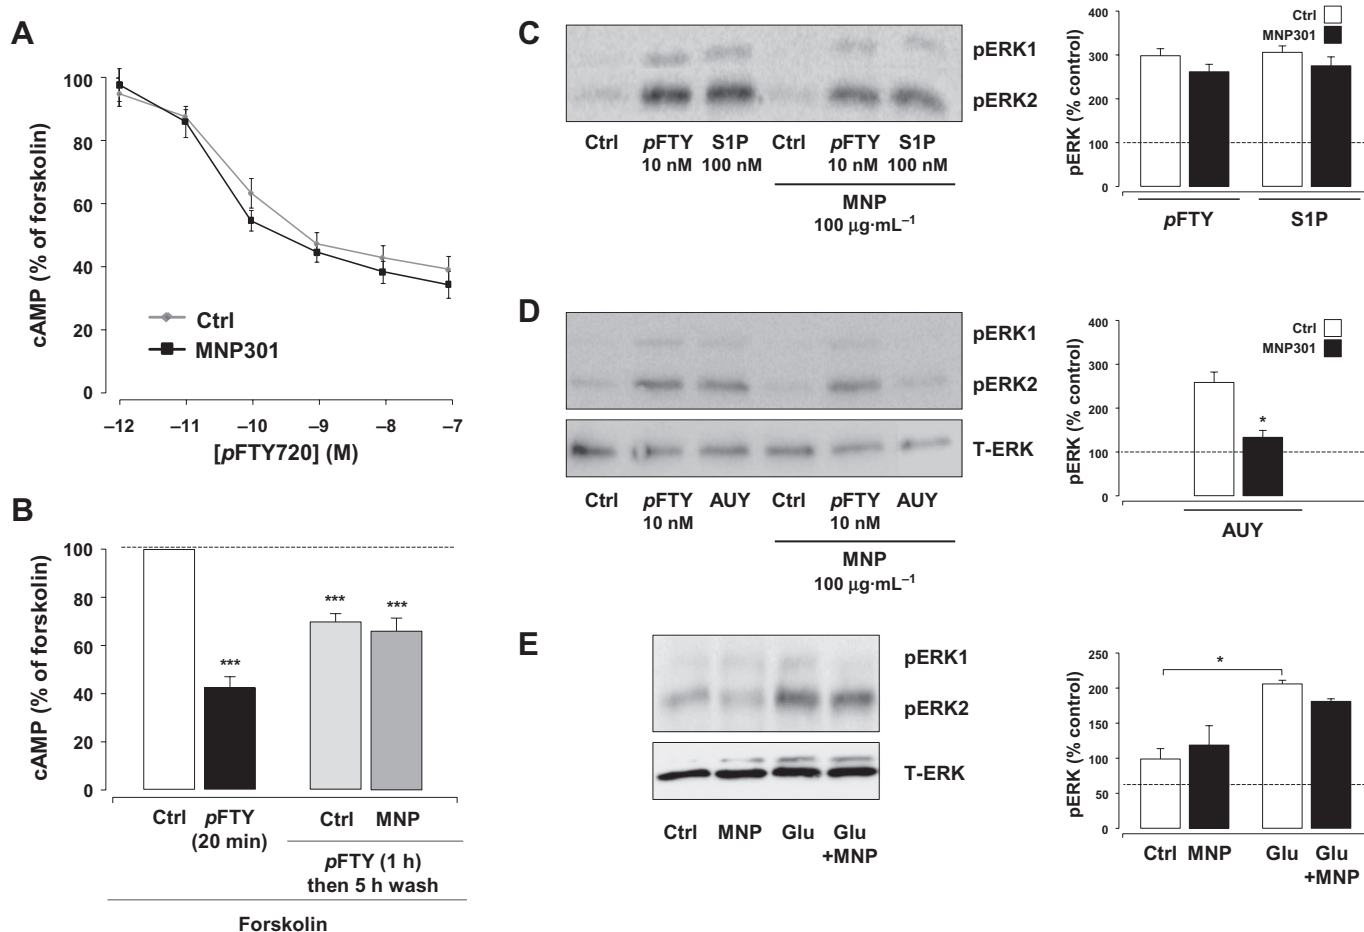 A
100
80
60
40
20
0
cAMP (% of forskolin)
Ctrl
MNP301
–12 –11 –10 –9 –8 –7
[pFTY720] (M)
B
100
80
60
40
20
0
cAMP (% of forskolin)
***
***
***
Ctrl pFTY Ctrl MNP
(20 min)
pFTY (1 h)
then 5 h wash
Forskolin
C
pERK1
pERK2
Ctrl pFTY S1P Ctrl pFTY S1P
10 nM 100 nM 10 nM 100 nM
MNP
100 µg·mL–1
400
300
200
100
0
pERK (% control)
Ctrl
MNP301
pFTY S1P
D
pERK1
pERK2
T-ERK
Ctrl pFTY AUY Ctrl pFTY AUY
10 nM 10 nM
MNP
100 µg·mL–1
400
300
200
100
0
pERK (% control)
Ctrl
MNP301
*
AUY
E
pERK1
pERK2
T-ERK
Ctrl MNP Glu Glu
+MNP
250
200
150
100
50
0
pERK (% control)
*
Ctrl MNP Glu Glu
+MNP